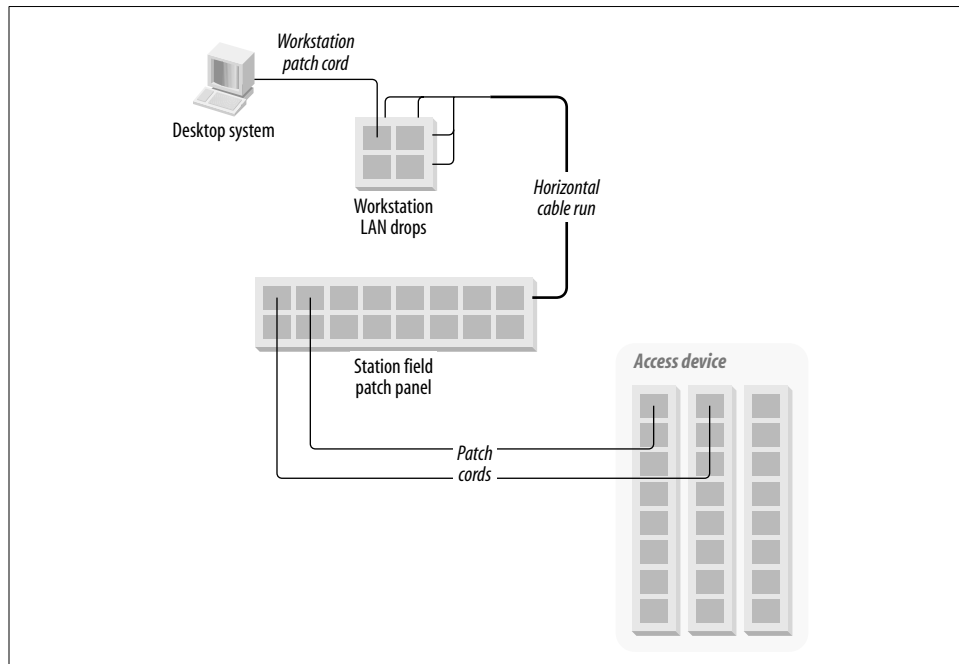 Workstation
patch cord
Desktop system
Workstation
LAN drops
Horizontal
cable run
Station field
patch panel
Access device
Patch
cords